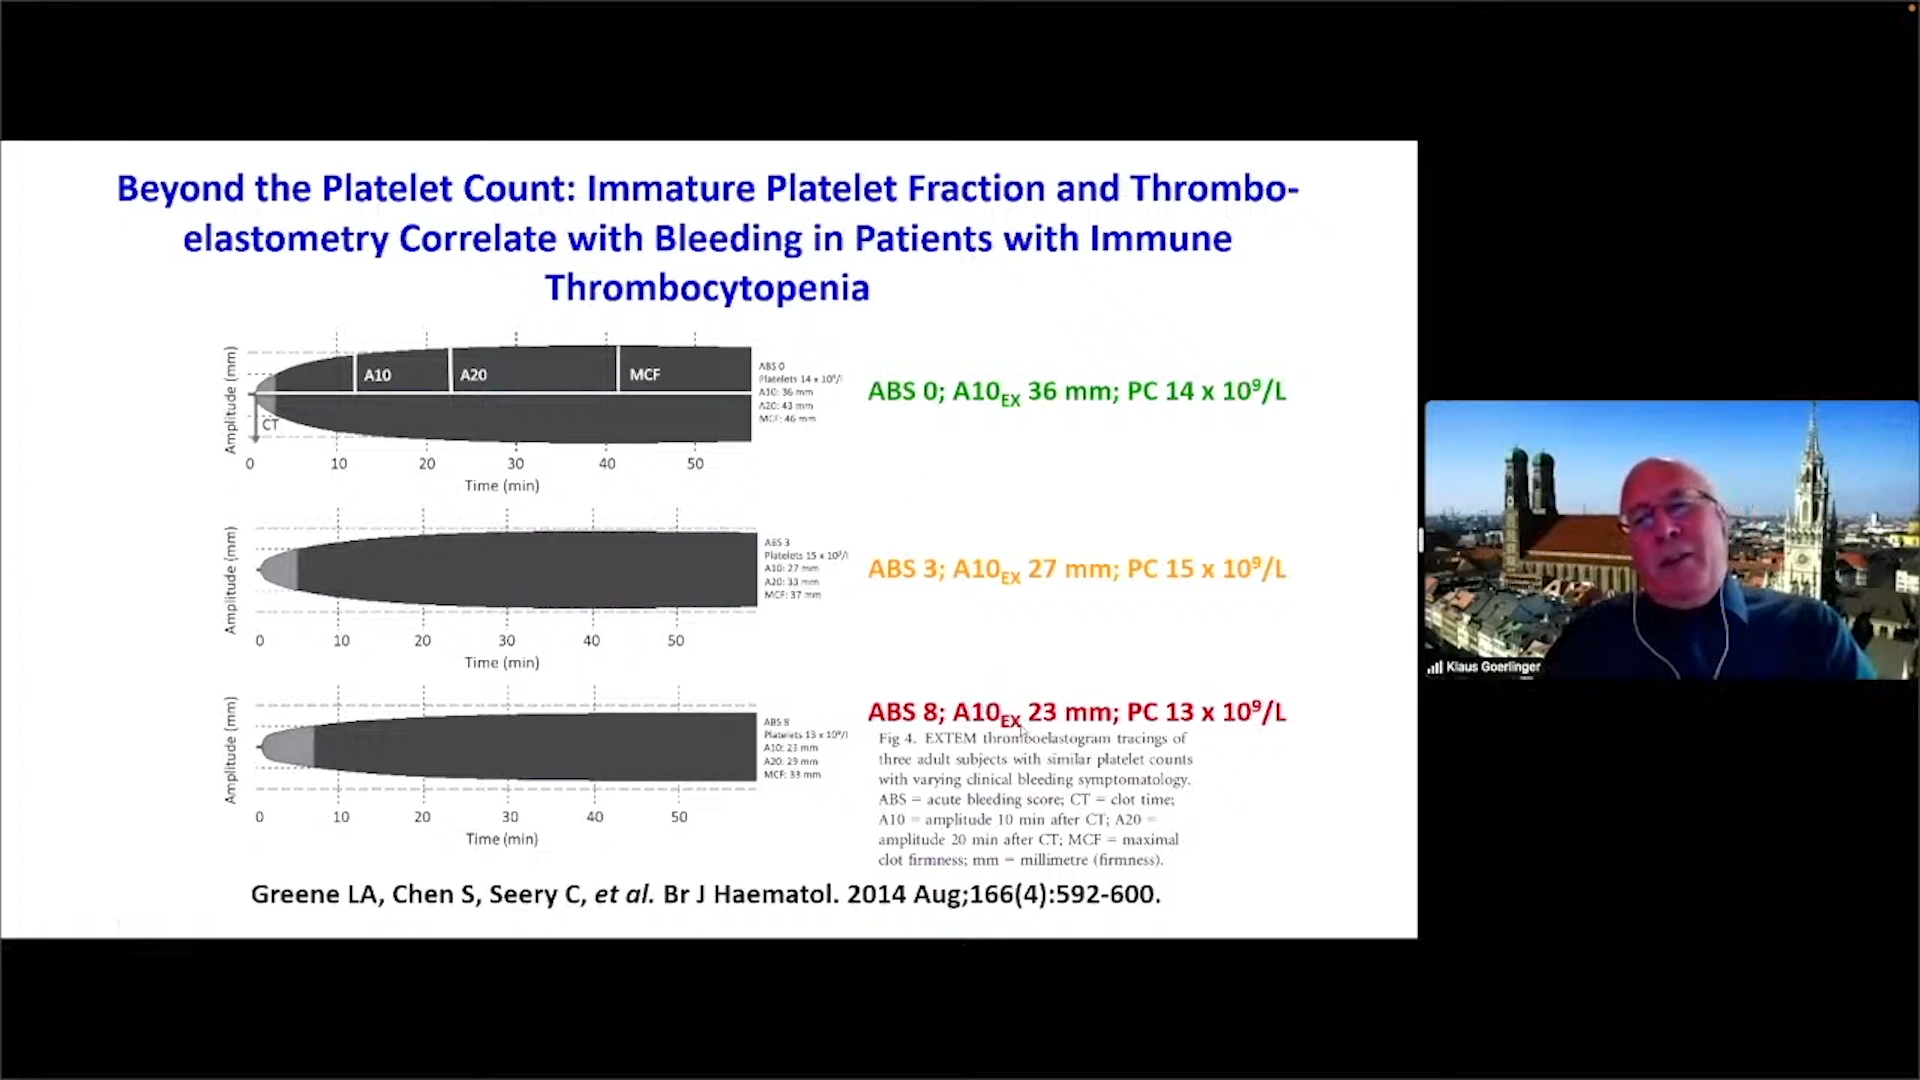 Beyond the Platelet Count: Immature Platelet Fraction and Thrombo-
elastometry Correlate with Bleeding in Patients with Immune
Thrombocytopenia
Amplitude (mm)
A10
A20
MCF
CT
0 10 20 30 40 50
Time (min)
ABS 0
Platelets 14 x 10⁹/l
A10: 36 mm
A20: 43 mm
MCF: 46 mm
ABS 0; A10EX 36 mm; PC 14 x 10⁹/L
Amplitude (mm)
0 10 20 30 40 50
Time (min)
ABS 3
Platelets 15 x 10⁹/l
A10: 27 mm
A20: 33 mm
MCF: 37 mm
ABS 3; A10EX 27 mm; PC 15 x 10⁹/L
Amplitude (mm)
0 10 20 30 40 50
Time (min)
ABS 8
Platelets 13 x 10⁹/l
A10: 23 mm
A20: 29 mm
MCF: 33 mm
ABS 8; A10EX 23 mm; PC 13 x 10⁹/L
Fig 4. EXTEM thromboelastogram tracings of
three adult subjects with similar platelet counts
with varying clinical bleeding symptomatology.
ABS = acute bleeding score; CT = clot time;
A10 = amplitude 10 min after CT; A20 =
amplitude 20 min after CT; MCF = maximal
clot firmness; mm = millimetre (firmness).
Greene LA, Chen S, Seery C, et al. Br J Haematol. 2014 Aug;166(4):592-600.
Klaus Goerlinger